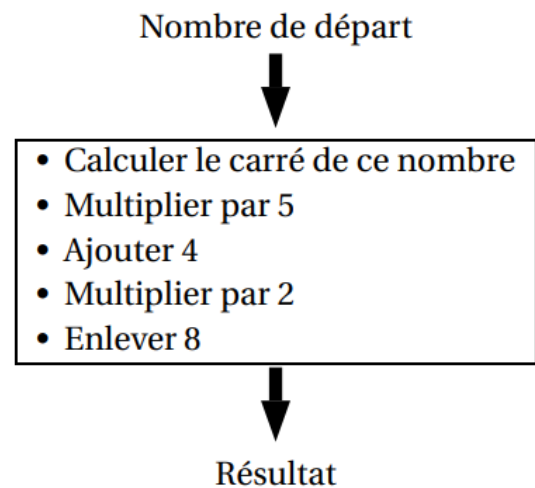 Nombre de départ
• Calculer le carré de ce nombre
• Multiplier par 5
• Ajouter 4
• Multiplier par 2
• Enlever 8
Résultat